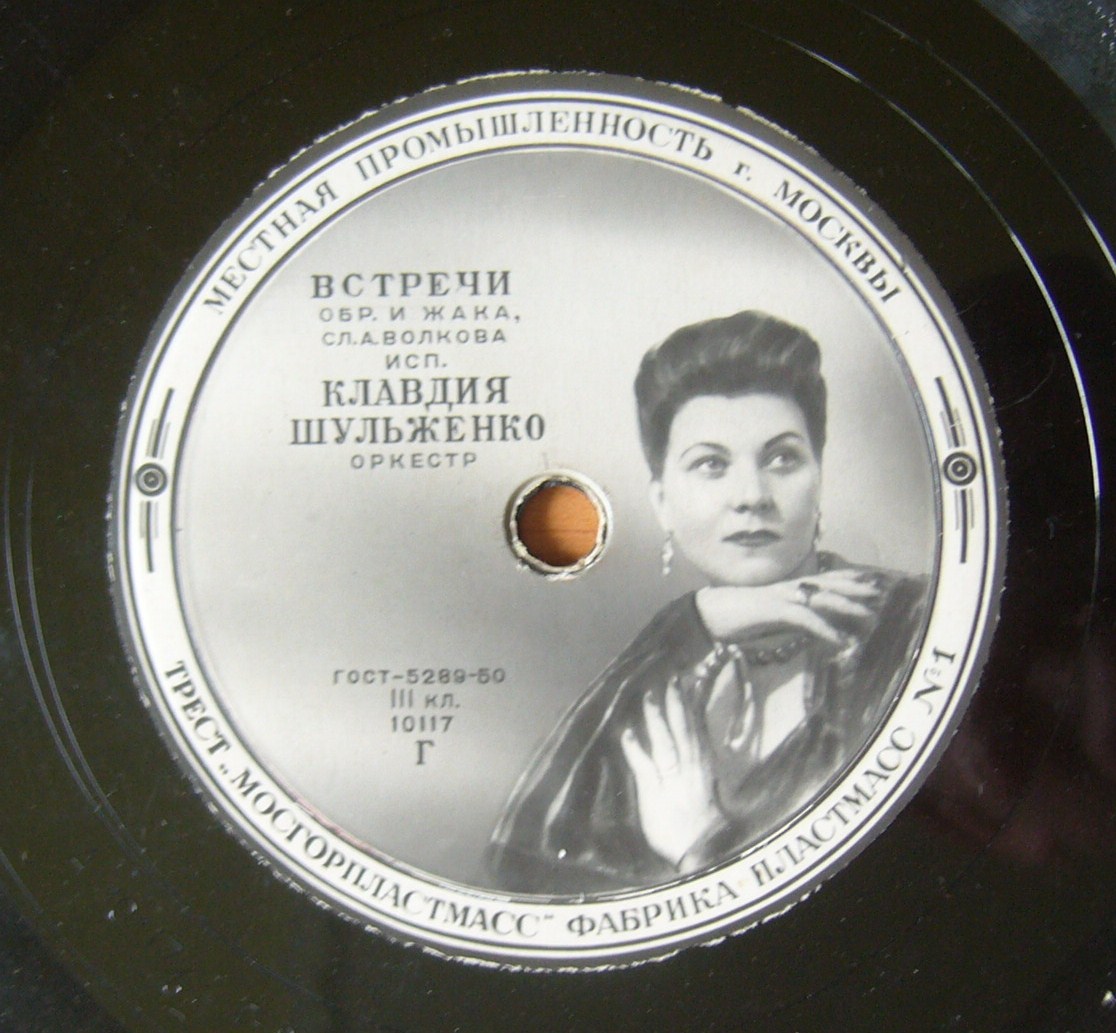 МЕСТНАЯ ПРОМЫШЛЕННОСТЬ г. МОСКВЫ
ВСТРЕЧИ
ОБР. И ЖАКА,
СЛ.А.ВОЛКОВА
ИСП.
КЛАВДИЯ
ШУЛЬЖЕНКО
ОРКЕСТР
ГОСТ-5289-50
III КЛ.
10117
Г
ТРЕСТ „МОСГОРПЛАСТМАСС" ФАБРИКА ПЛАСТМАСС №1